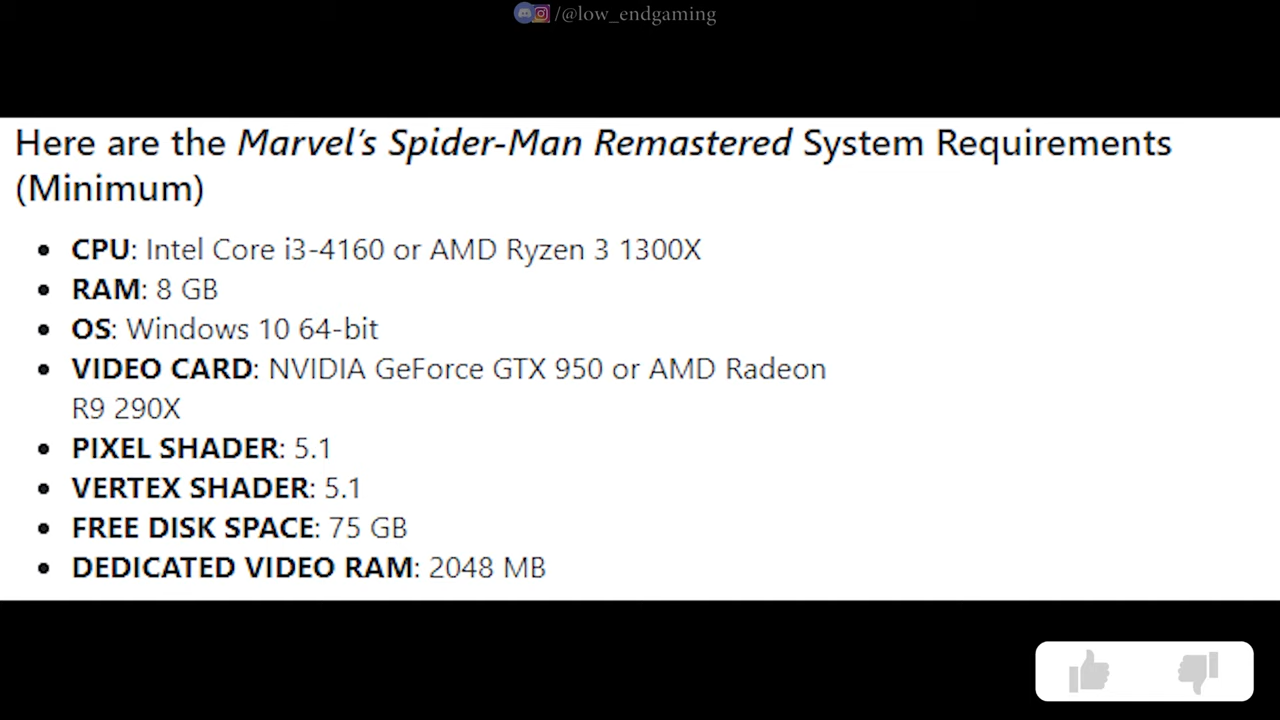 /@low_endgaming
Here are the Marvel’s Spider-Man Remastered System Requirements
(Minimum)
• CPU: Intel Core i3-4160 or AMD Ryzen 3 1300X
• RAM: 8 GB
• OS: Windows 10 64-bit
• VIDEO CARD: NVIDIA GeForce GTX 950 or AMD Radeon
R9 290X
• PIXEL SHADER: 5.1
• VERTEX SHADER: 5.1
• FREE DISK SPACE: 75 GB
• DEDICATED VIDEO RAM: 2048 MB